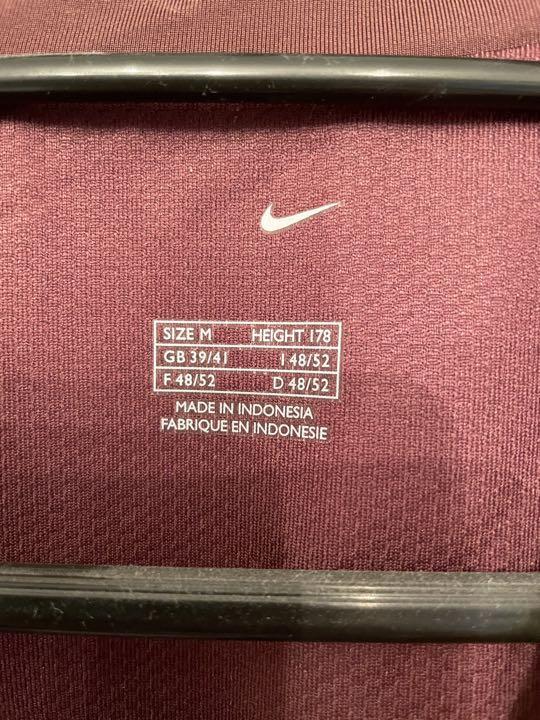 SIZE M HEIGHT 178
GB 39/41 I 48/52
F 48/52 D 48/52
MADE IN INDONESIA
FABRIQUE EN INDONESIE